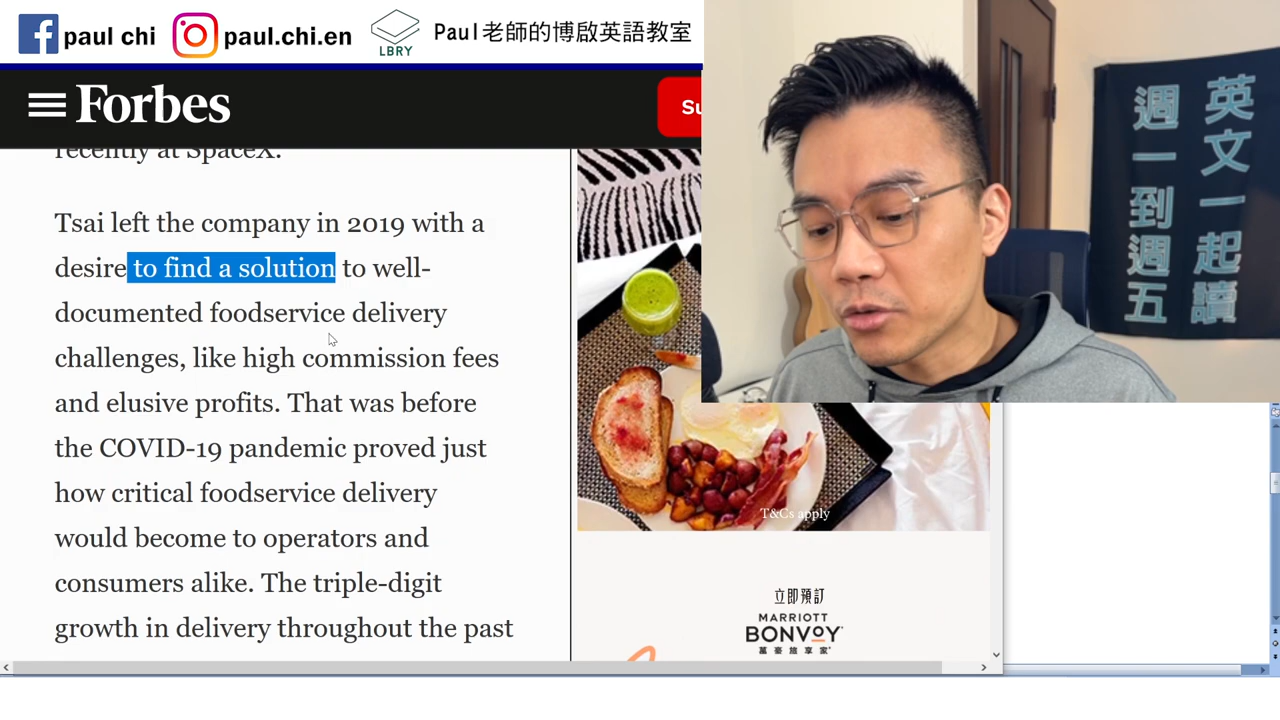 paul chi
paul.chi.en
LBRY
Paul老師的博啟英語教室
Forbes
Su
recently at SpaceX.
Tsai left the company in 2019 with a
desire to find a solution to well-
documented foodservice delivery
challenges, like high commission fees
and elusive profits. That was before
the COVID-19 pandemic proved just
how critical foodservice delivery
would become to operators and
consumers alike. The triple-digit
growth in delivery throughout the past
T&Cs apply
立即預訂
MARRIOTT
BONVOY
萬豪旅享家
英文一起讀
週一到週五